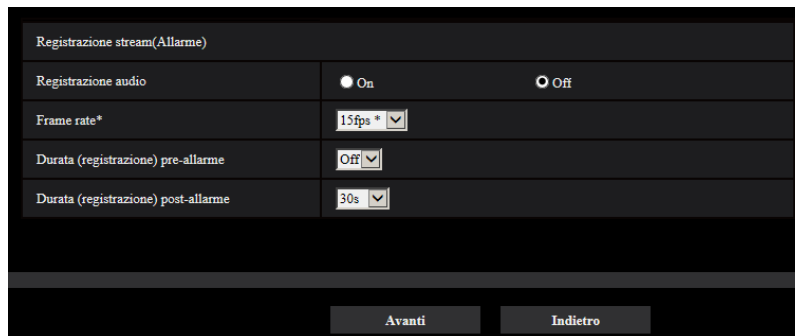 Registrazione stream(Allarme)
Registrazione audio On Off
Frame rate* 15fps *
Durata (registrazione) pre-allarme Off
Durata (registrazione) post-allarme 30s
Avanti Indietro